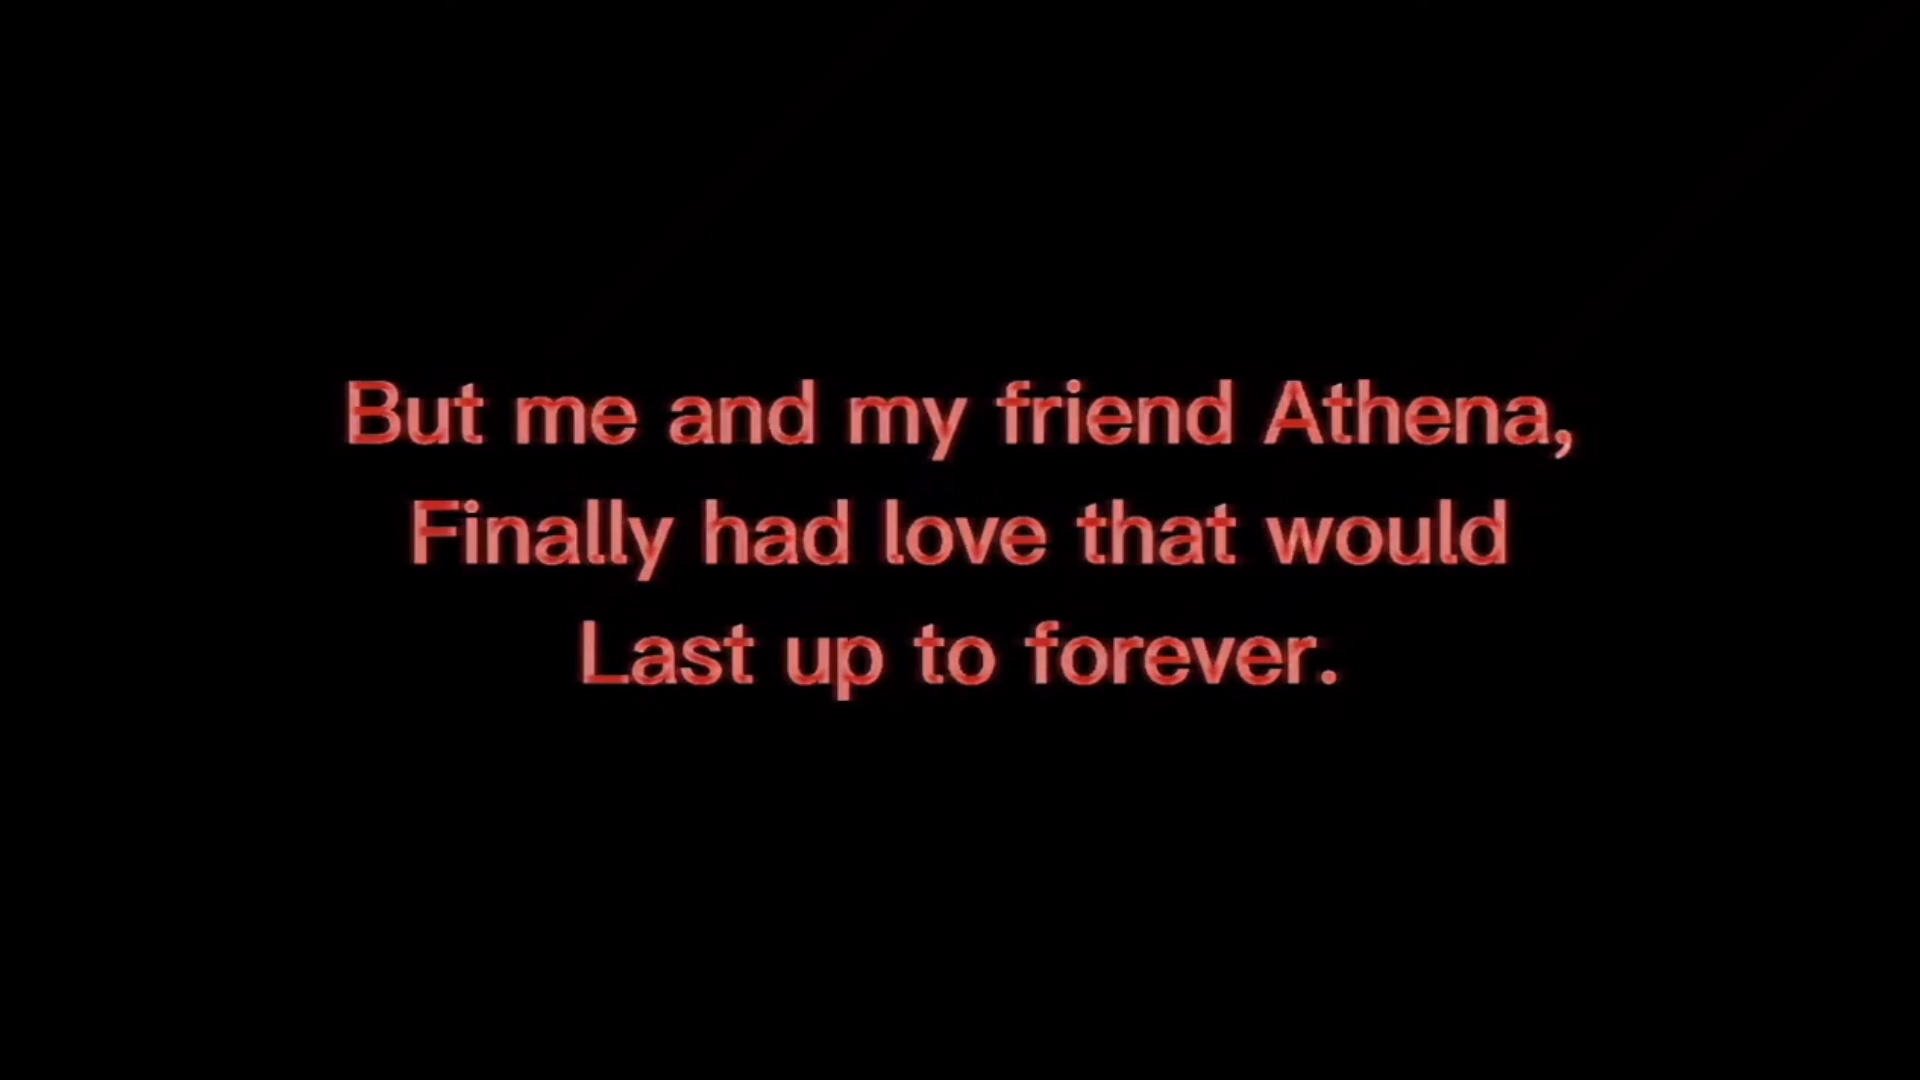 But me and my friend Athena,
Finally had love that would
Last up to forever.